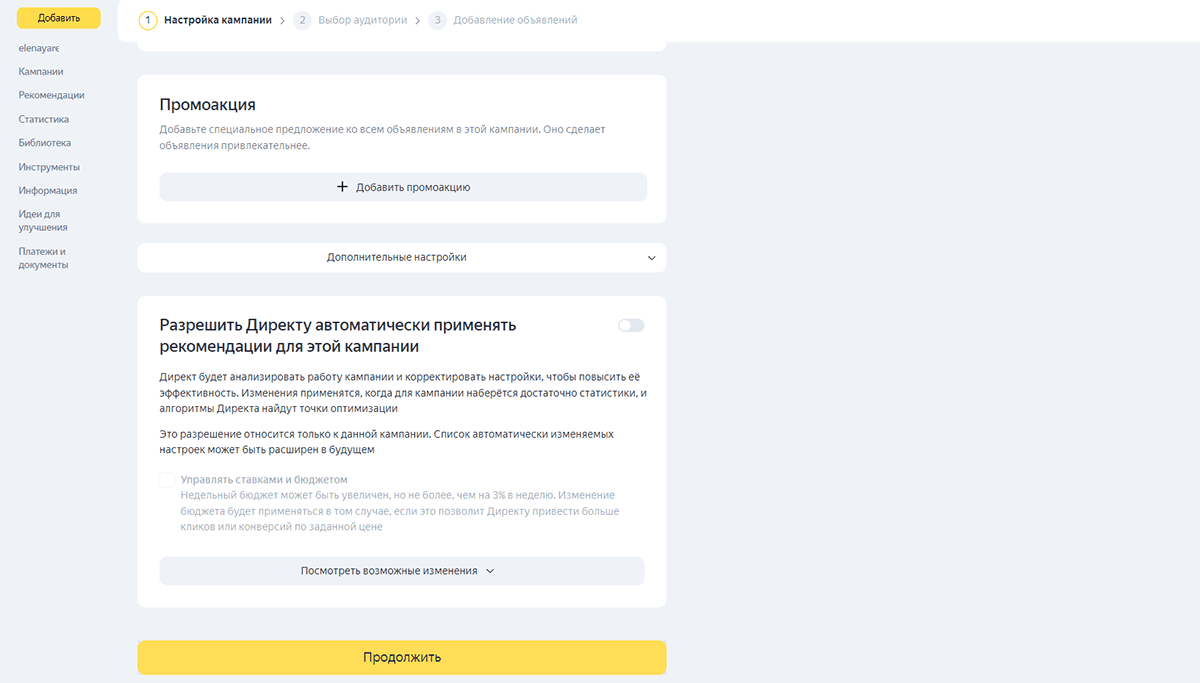 Добавить
elenayare
Кампании
Рекомендации
Статистика
Библиотека
Инструменты
Информация
Идеи для
улучшения
Платежи и
документы
1 Настройка кампании > 2 Выбор аудитории > 3 Добавление объявлений
Промоакция
Добавьте специальное предложение ко всем объявлениям в этой кампании. Оно сделает
объявления привлекательнее.
+ Добавить промоакцию
Дополнительные настройки
Разрешить Директу автоматически применять
рекомендации для этой кампании
Директ будет анализировать работу кампании и корректировать настройки, чтобы повысить её
эффективность. Изменения применятся, когда для кампании наберётся достаточно статистики, и
алгоритмы Директа найдут точки оптимизации
Это разрешение относится только к данной кампании. Список автоматически изменяемых
настроек может быть расширен в будущем
Управлять ставками и бюджетом
Недельный бюджет может быть увеличен, но не более, чем на 3% в неделю. Изменение
бюджета будет применяться в том случае, если это позволит Директу привести больше
кликов или конверсий по заданной цене
Посмотреть возможные изменения
Продолжить